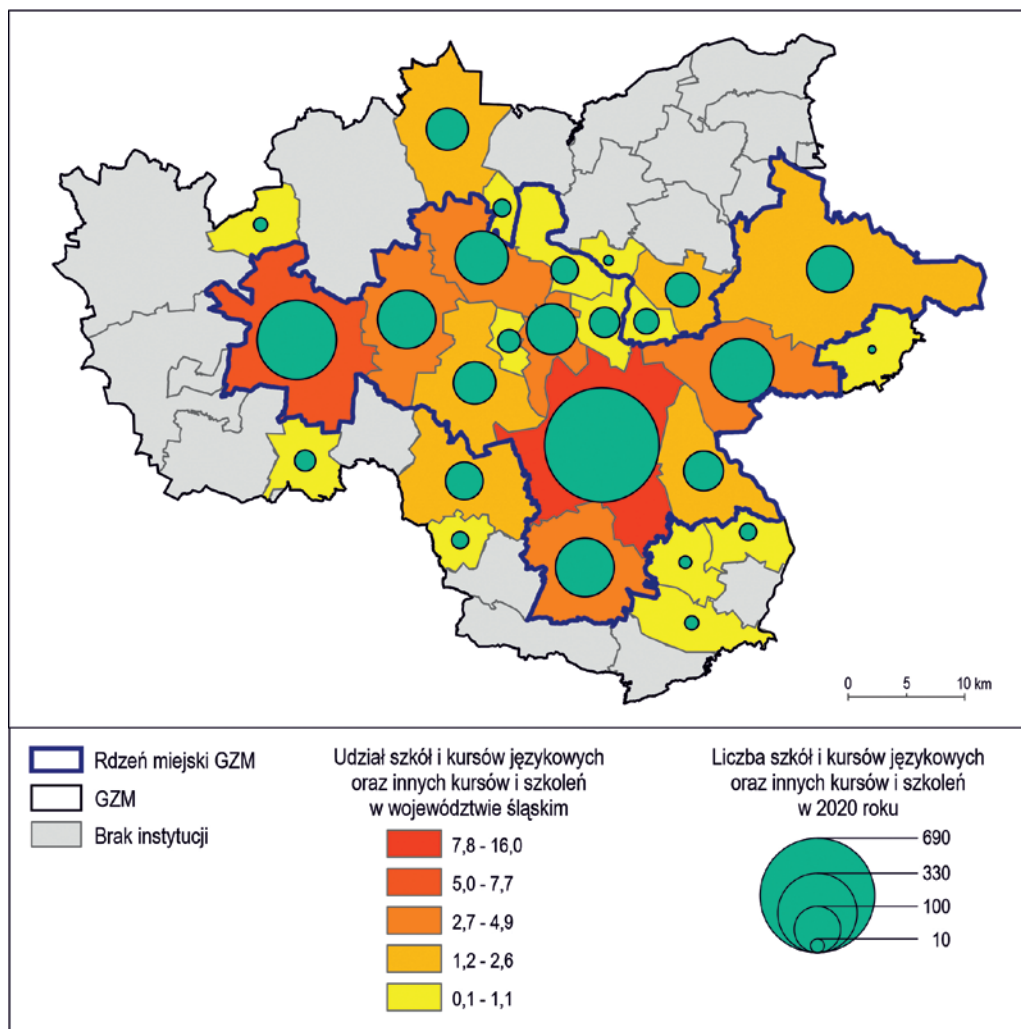 0 5 10 km
Rdzeń miejski GZM
GZM
Brak instytucji
Udział szkół i kursów językowych
oraz innych kursów i szkoleń
w województwie śląskim
7,8 - 16,0
5,0 - 7,7
2,7 - 4,9
1,2 - 2,6
0,1 - 1,1
Liczba szkół i kursów językowych
oraz innych kursów i szkoleń
w 2020 roku
690
330
100
10